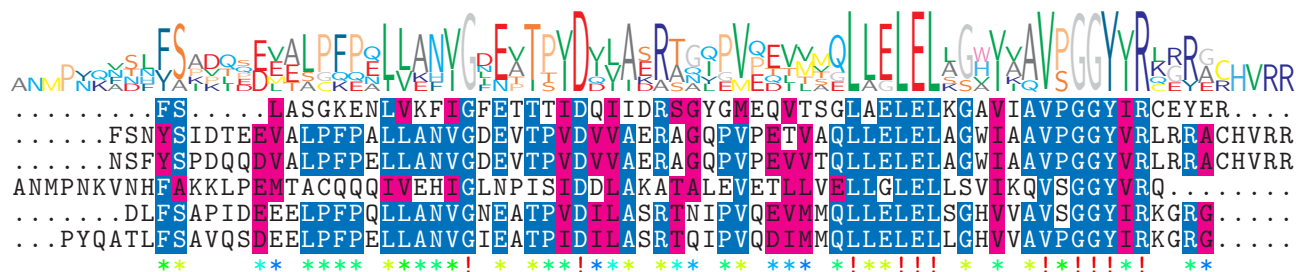 .........FS.....LASGKENLVKFIGFETTTIDQIIDRSGYGMEQVTSGLAELELKGAVIAVPGGYIRCEYER....
......FSNYSIDTEEVALPFPALLANVGDEVTPVDVVAERAGQPVPETVAQLLELELAGWIAAVPGGYVRLRRACHVRR
......NSFYSPDQQDVALPFPELLANVGDEVTPVDVVAERAGQPVPEVVTQLLELELAGWIAAVPGGYVRLRRACHVRR
ANMPNKVNHFAKKLPEMTACQQQIVEHIGLNPISIDDLAKATALEVETLLVELLGLELLSVIKQVSGGYVRQ........
.......DLFSAPIDEEELPFPQLLANVGNEATPVDILASRTNIPVQEVMMQLLELELSGHVVAVSGGYIRKGRG.....
...PYQATLFSAVQSDEELPFPELLANVGIEATPIDILASRTQIPVQDIMMQLLELELLGHVVAVPGGYIRKGRG.....